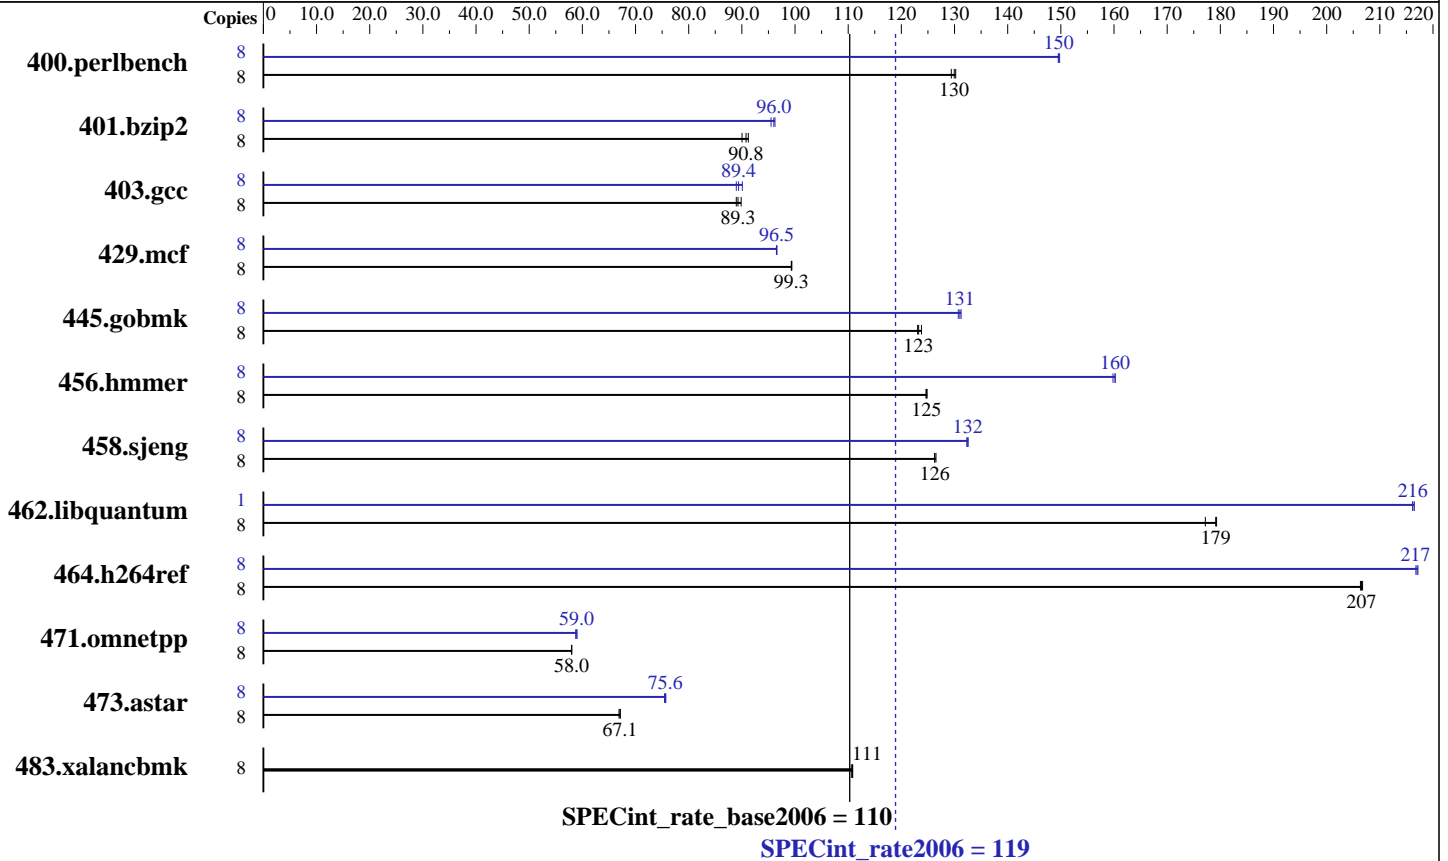 Copies 0 10.0 20.0 30.0 40.0 50.0 60.0 70.0 80.0 90.0 100 110 120 130 140 150 160 170 180 190 200 210 220
400.perlbench
8 150
8 130
401.bzip2
8 96.0
8 90.8
403.gcc
8 89.4
8 89.3
429.mcf
8 96.5
8 99.3
445.gobmk
8 131
8 123
456.hmmer
8 160
8 125
458.sjeng
8 132
8 126
462.libquantum
1 216
8 179
464.h264ref
8 217
8 207
471.omnetpp
8 59.0
8 58.0
473.astar
8 75.6
8 67.1
483.xalancbmk
8 111
SPECint_rate_base2006 = 110
SPECint_rate2006 = 119